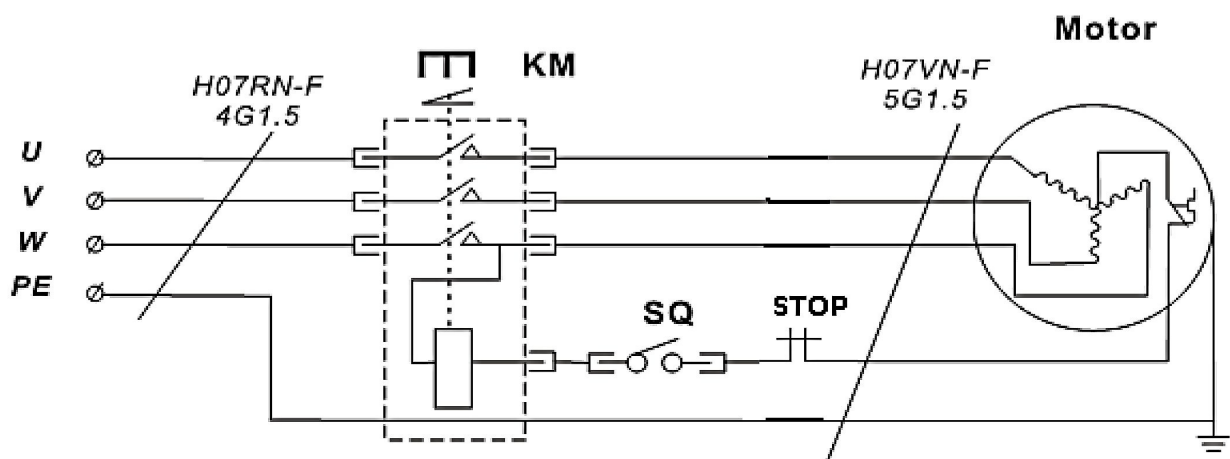 Motor
KM
H07RN-F
4G1.5
H07VN-F
5G1.5
U
V
W
PE
SQ
STOP